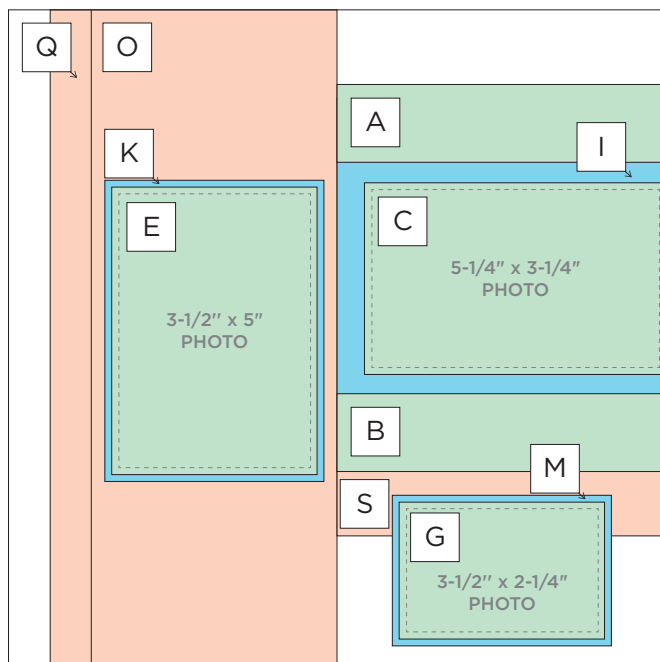 Q
O
A
I
K
E
C
5-1/4" x 3-1/4"
PHOTO
3-1/2'' x 5"
PHOTO
B
M
S
G
3-1/2'' x 2-1/4"
PHOTO